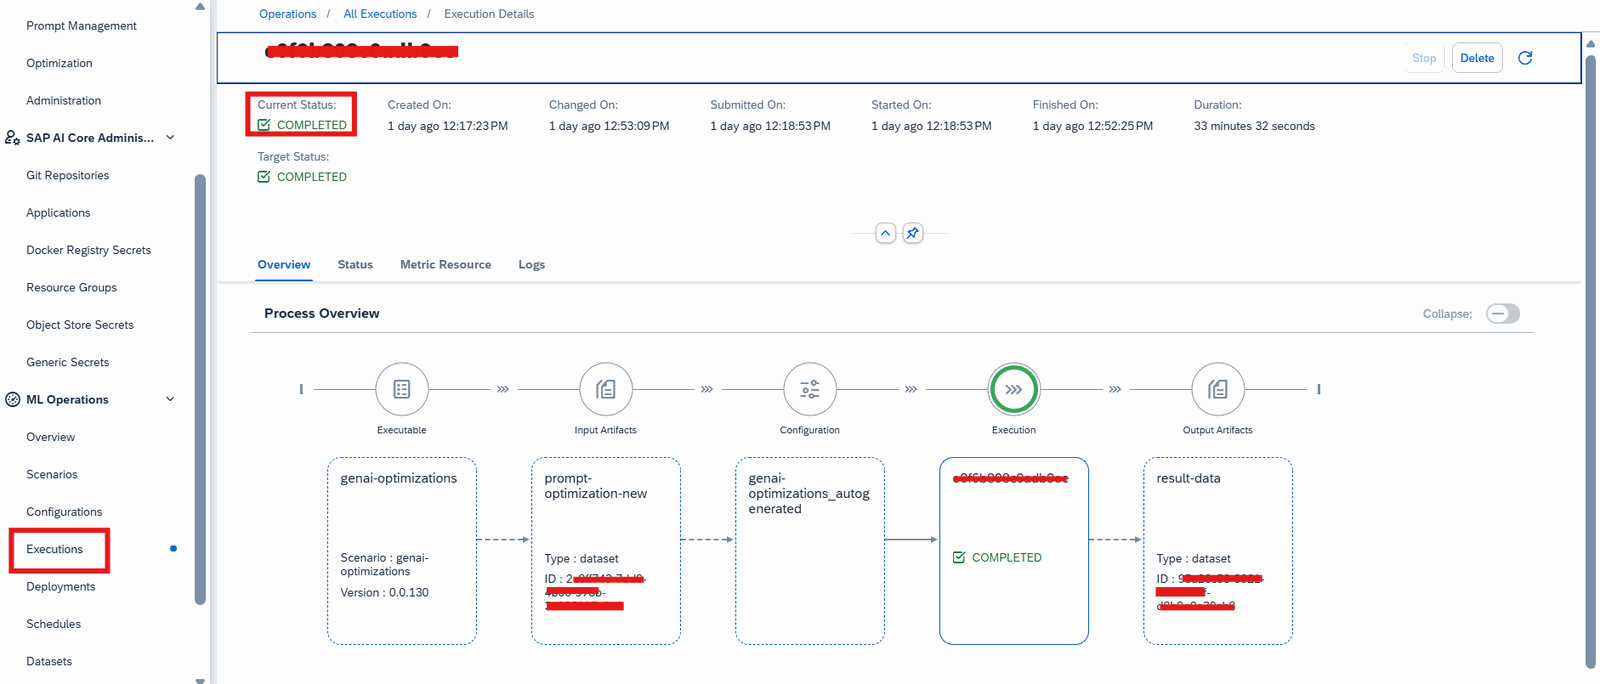 Prompt Management
Optimization
Administration
SAP AI Core Adminis...
Git Repositories
Applications
Docker Registry Secrets
Resource Groups
Object Store Secrets
Generic Secrets
ML Operations
Overview
Scenarios
Configurations
Executions
Deployments
Schedules
Datasets
Operations / All Executions / Execution Details
Stop Delete
Current Status: Created On: Changed On: Submitted On: Started On: Finished On: Duration:
COMPLETED 1 day ago 12:17:23 PM 1 day ago 12:53:09 PM 1 day ago 12:18:53 PM 1 day ago 12:18:53 PM 1 day ago 12:52:25 PM 33 minutes 32 seconds
Target Status:
COMPLETED
Overview Status Metric Resource Logs
Process Overview
Collapse:
Executable Input Artifacts Configuration Execution Output Artifacts
genai-optimizations
Scenario : genai-
optimizations
Version : 0.0.130
prompt-
optimization-new
Type : dataset
ID :
genai-
optimizations_autog
enerated
COMPLETED
result-data
Type : dataset
ID :